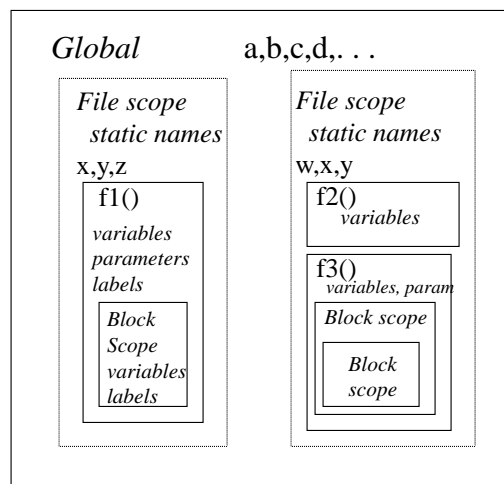 Global a,b,c,d,. . .
File scope
static names
x,y,z
f1()
variables
parameters
labels
Block
Scope
variables
labels
File scope
static names
w,x,y
f2()
variables
f3()
variables, param
Block scope
Block
scope